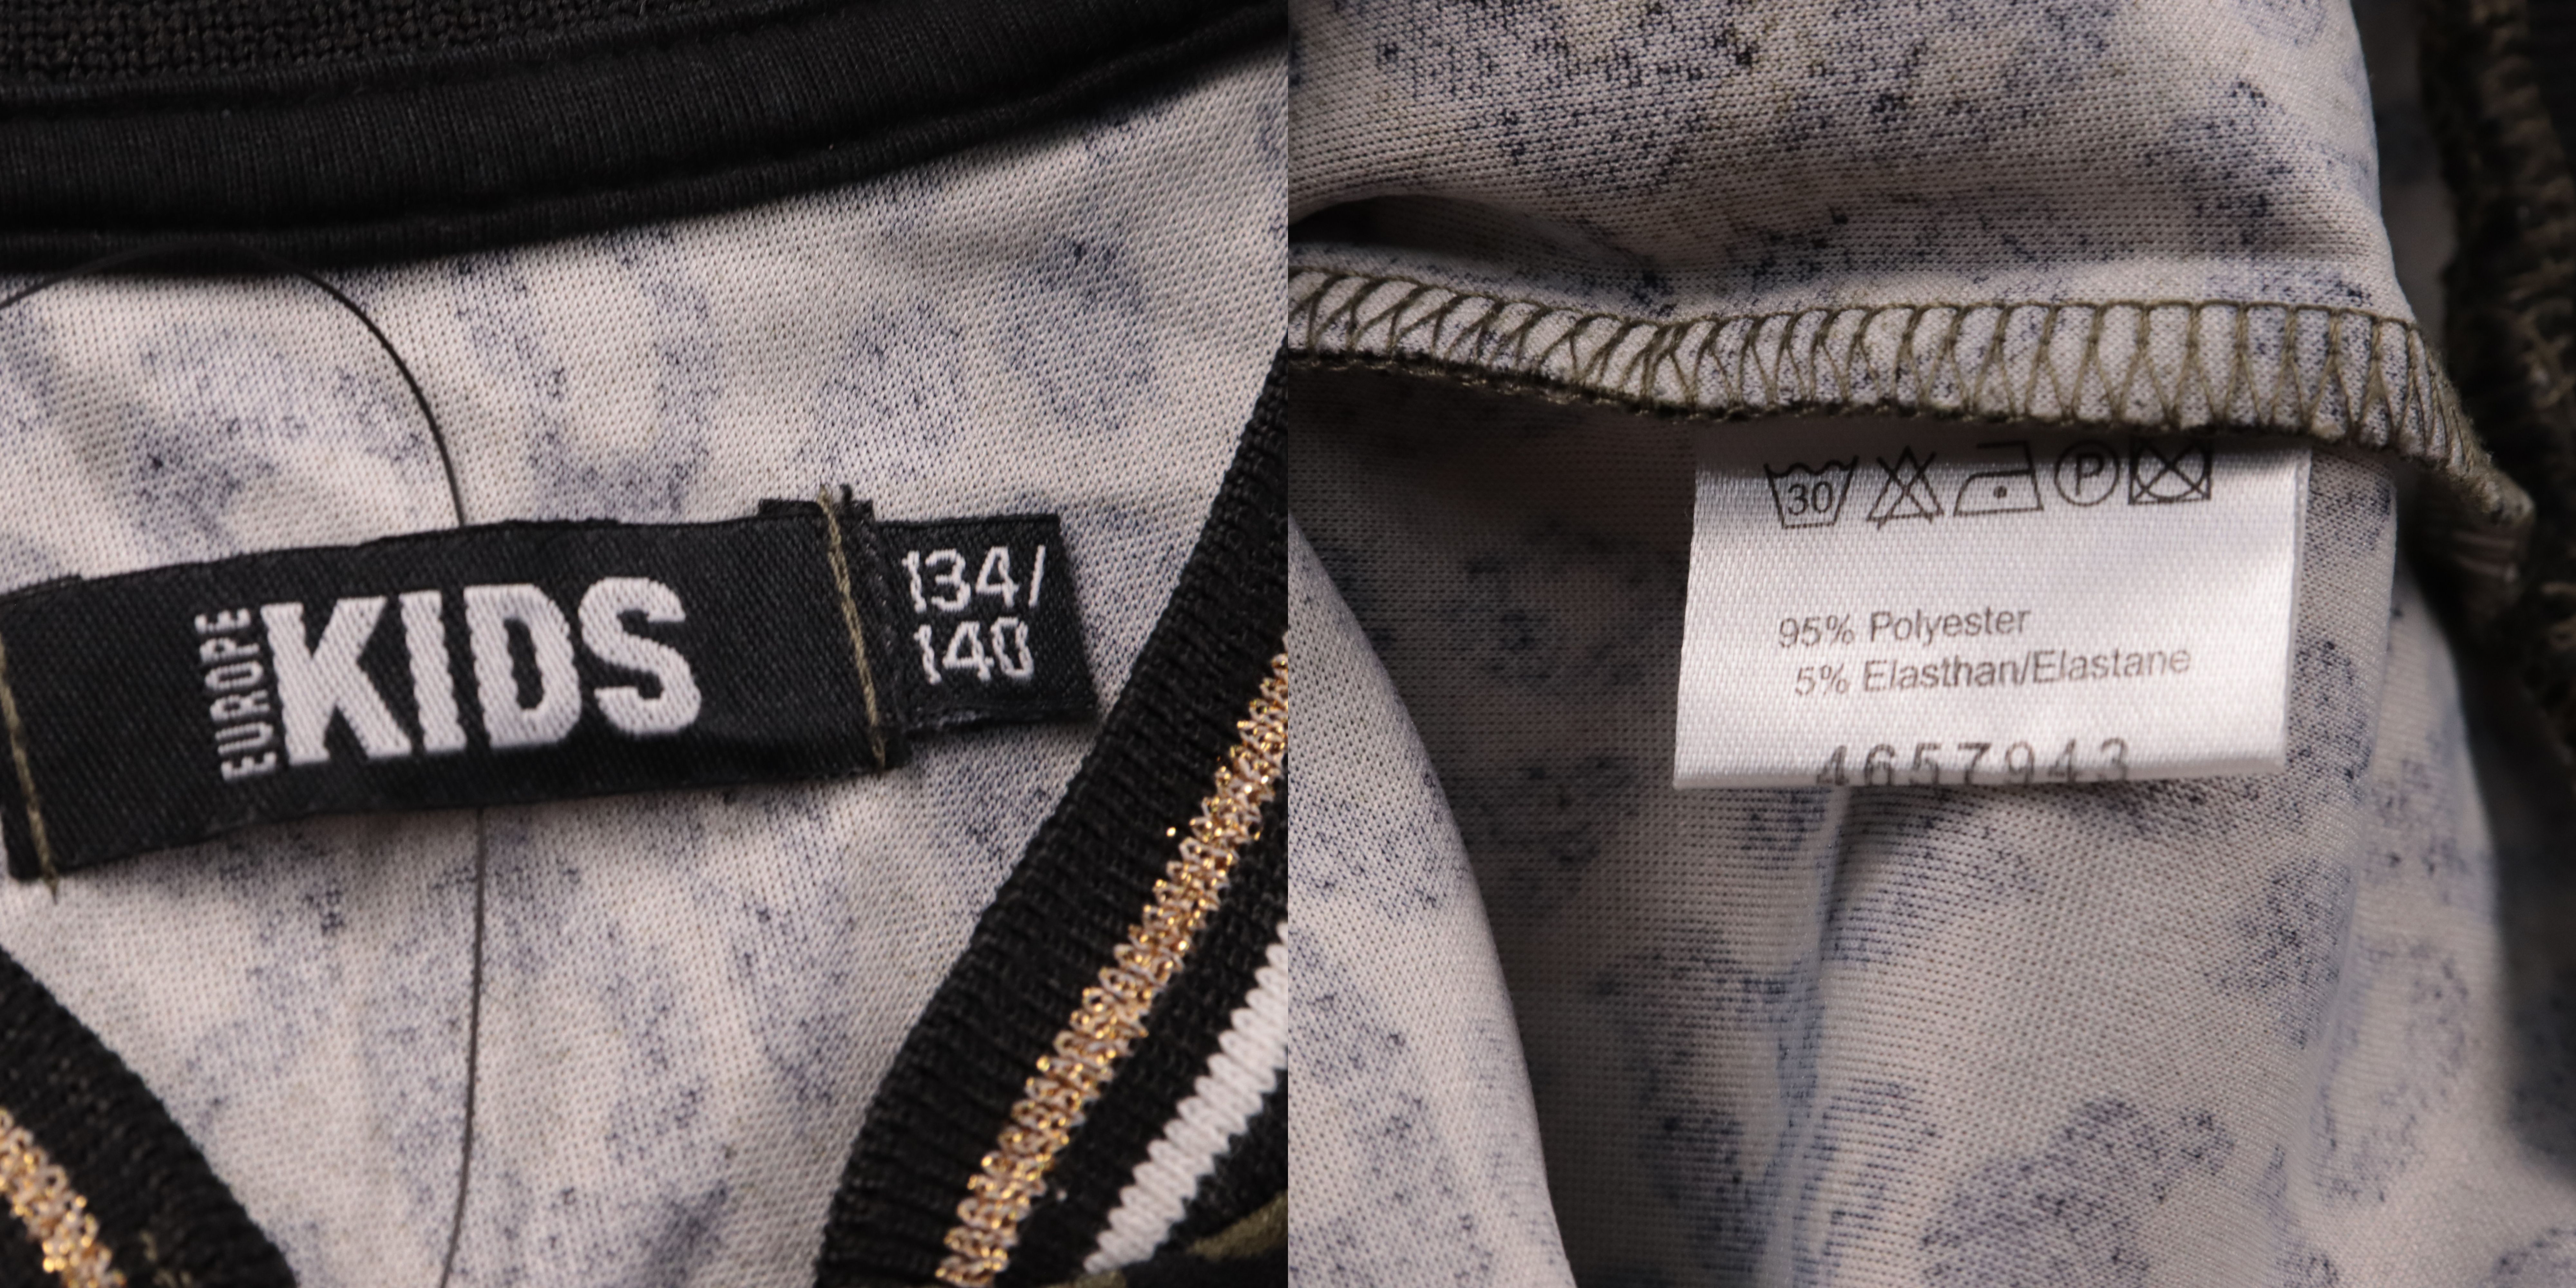 EUROPE
KIDS
134/
140
30 P
95% Polyester
5% Elasthan/Elastane
4657943